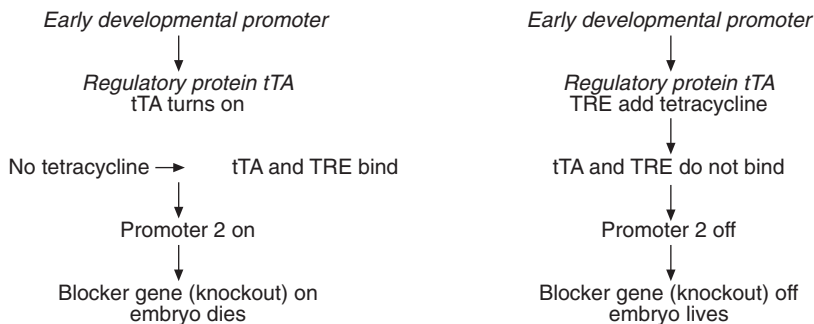 Early developmental promoter
Regulatory protein tTA
tTA turns on
No tetracycline
tTA and TRE bind
Promoter 2 on
Blocker gene (knockout) on
embryo dies
Early developmental promoter
Regulatory protein tTA
TRE add tetracycline
tTA and TRE do not bind
Promoter 2 off
Blocker gene (knockout) off
embryo lives